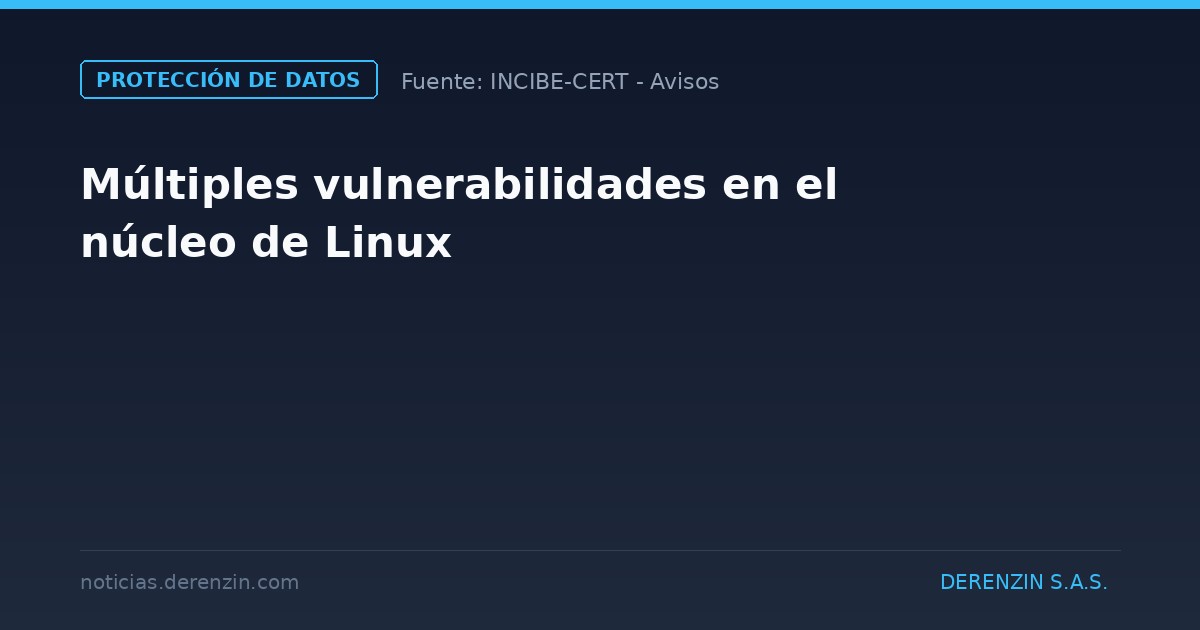 PROTECCIÓN DE DATOS
Fuente: INCIBE-CERT - Avisos
Múltiples vulnerabilidades en el
núcleo de Linux
noticias.derenzin.com
DERENZIN S.A.S.